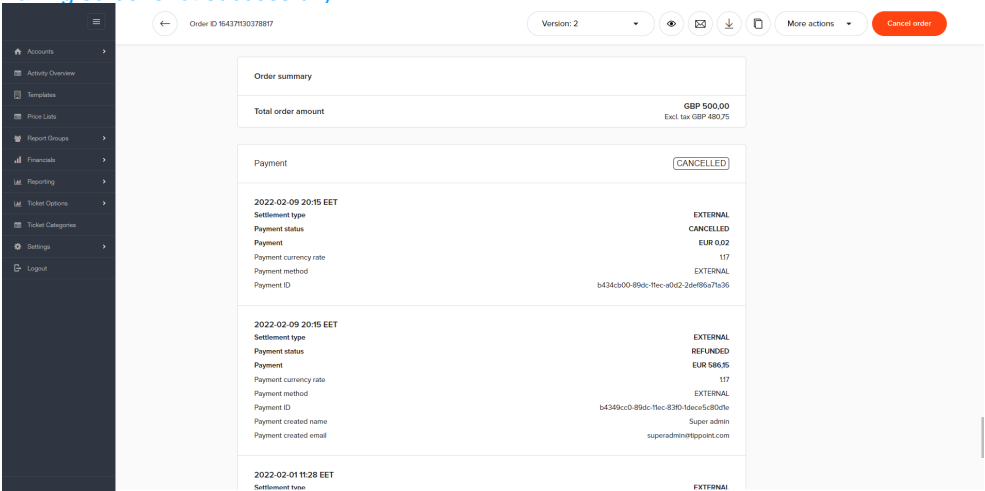 Order ID 164371130378817
Version: 2
More actions
Cancel order
Accounts
Activity Overview
Templates
Price Lists
Report Groups
Financials
Reporting
Ticket Options
Ticket Categories
Settings
Logout
Order summary
Total order amount GBP 500,00
Excl. tax GBP 480,75
Payment CANCELLED
2022-02-09 20:15 EET
Settlement type EXTERNAL
Payment status CANCELLED
Payment EUR 0,02
Payment currency rate 1.17
Payment method EXTERNAL
Payment ID b434cb00-89dc-11ec-a0d2-2def86a71a36
2022-02-09 20:15 EET
Settlement type EXTERNAL
Payment status REFUNDED
Payment EUR 586,15
Payment currency rate 1.17
Payment method EXTERNAL
Payment ID b4349cc0-89dc-11ec-83f0-1dece5c80d1e
Payment created name Super admin
Payment created email superadmin@tippoint.com
2022-02-01 11:28 EET
Settlement type EXTERNAL